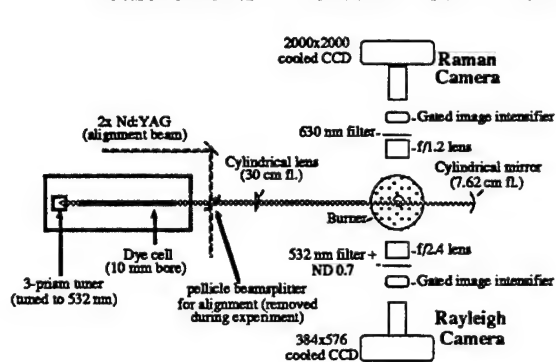 2000x2000
cooled CCD
Raman
Camera
Gated image intensifier
2x Nd:YAG
(alignment beam)
630 nm filter
f/1.2 lens
Cylindrical lens
(30 cm fl.)
Cylindrical mirror
(7.62 cm fl.)
Burner
Dye cell
(10 mm bore)
532 nm filter +
ND 0.7
f/2.4 lens
3-prism tuner
(tuned to 532 nm)
pellicle beamsplitter
for alignment (removed
during experiment)
Gated image intensifier
384x576
cooled CCD
Rayleigh
Camera